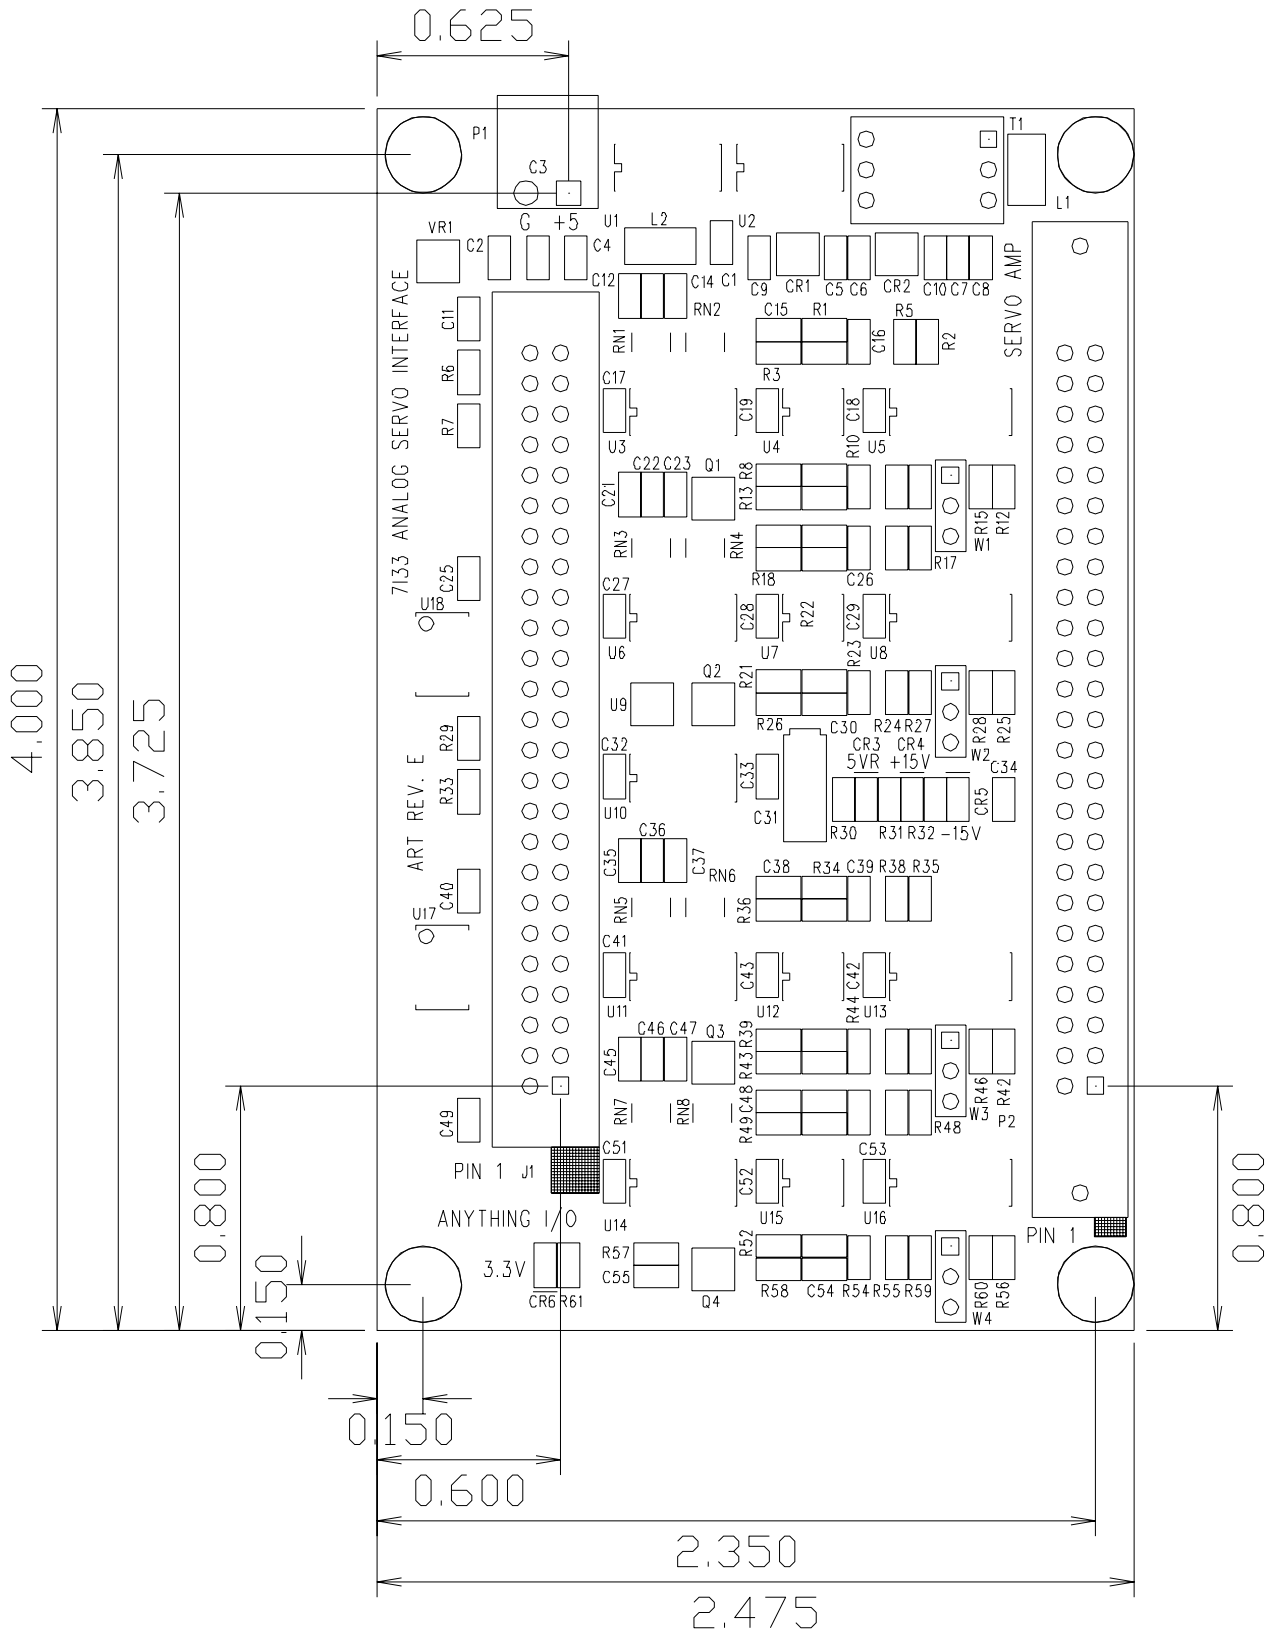 0.625
P1
C3
T1
L1
G +5
U1
L2
U2
VR1
C2
C4
C12
C14
C1
C9
CR1
C5
C6
CR2
C10
C7
C8
SERVO AMP
7I33 ANALOG SERVO INTERFACE
C11
RN1
RN2
C15
R1
C16
R5
R2
R3
R6
R7
C17
C19
C18
U3
U4
R10
U5
C21
C22
C23
Q1
R13
R8
R15
R12
W1
RN3
RN4
R18
C26
R17
C25
U18
C27
C28
R22
C29
U6
U7
R23
U8
U9
Q2
R21
R26
C30
R24
R27
R28
R25
W2
4.000
3.850
3.725
R29
R33
ART REV. E
C32
C33
C31
CR3
CR4
5VR
+15V
C34
CR5
U10
R30
R31
R32
-15V
C35
C36
C37
RN6
C38
R34
C39
R38
R35
C40
U17
RN5
R36
C41
C43
C42
U11
U12
R44
U13
C45
C46
C47
Q3
R43
R39
R46
R42
W3
P2
RN7
RN8
R49
C48
R48
C49
C51
C52
C53
PIN 1
J1
U14
U15
U16
ANYTHING I/O
PIN 1
3.3V
R57
C55
R52
CR6
R61
Q4
R58
C54
R54
R55
R59
R60
R56
W4
0.800
0.150
0.800
0.150
0.600
2.350
2.475